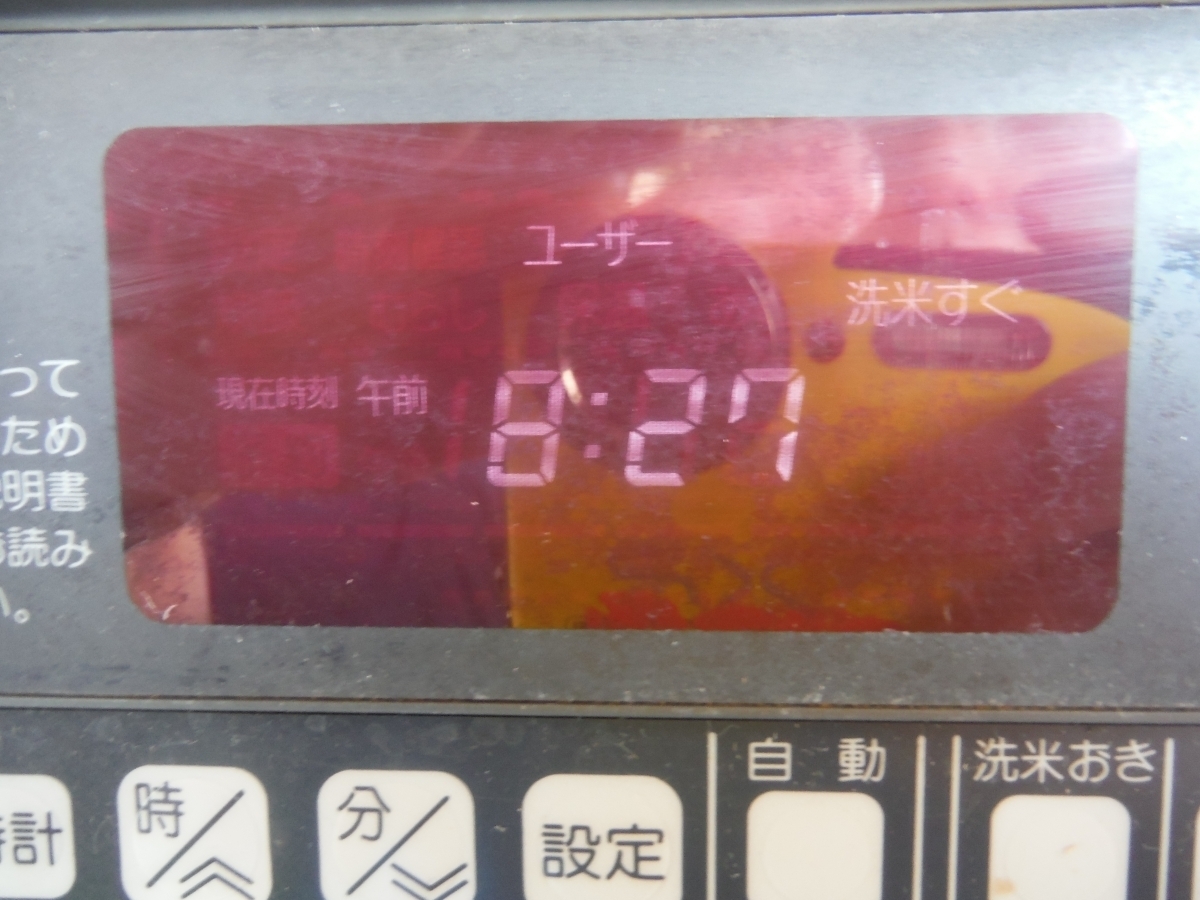 ユーザー
洗米すぐ
現在時刻 午前 8:27
って
ため
明書
読み
い。
自動
洗米おき
計
時
分
設定